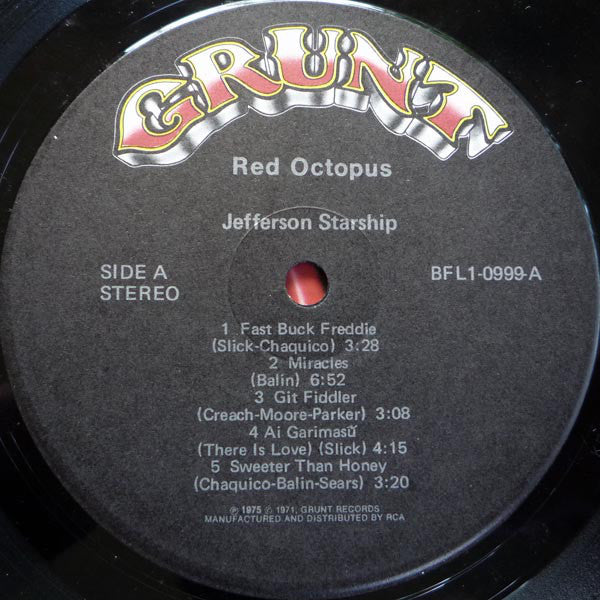 GRUNT
Red Octopus
Jefferson Starship
SIDE A
STEREO
BFL1-0999-A
1 Fast Buck Freddie
(Slick-Chaquico) 3:28
2 Miracles
(Balin) 6:52
3 Git Fiddler
(Creach-Moore-Parker) 3:08
4 Ai Garimasŭ
(There Is Love) (Slick) 4:15
5 Sweeter Than Honey
(Chaquico-Balin-Sears) 3:20
℗ 1975 © 1971, GRUNT RECORDS
MANUFACTURED AND DISTRIBUTED BY RCA